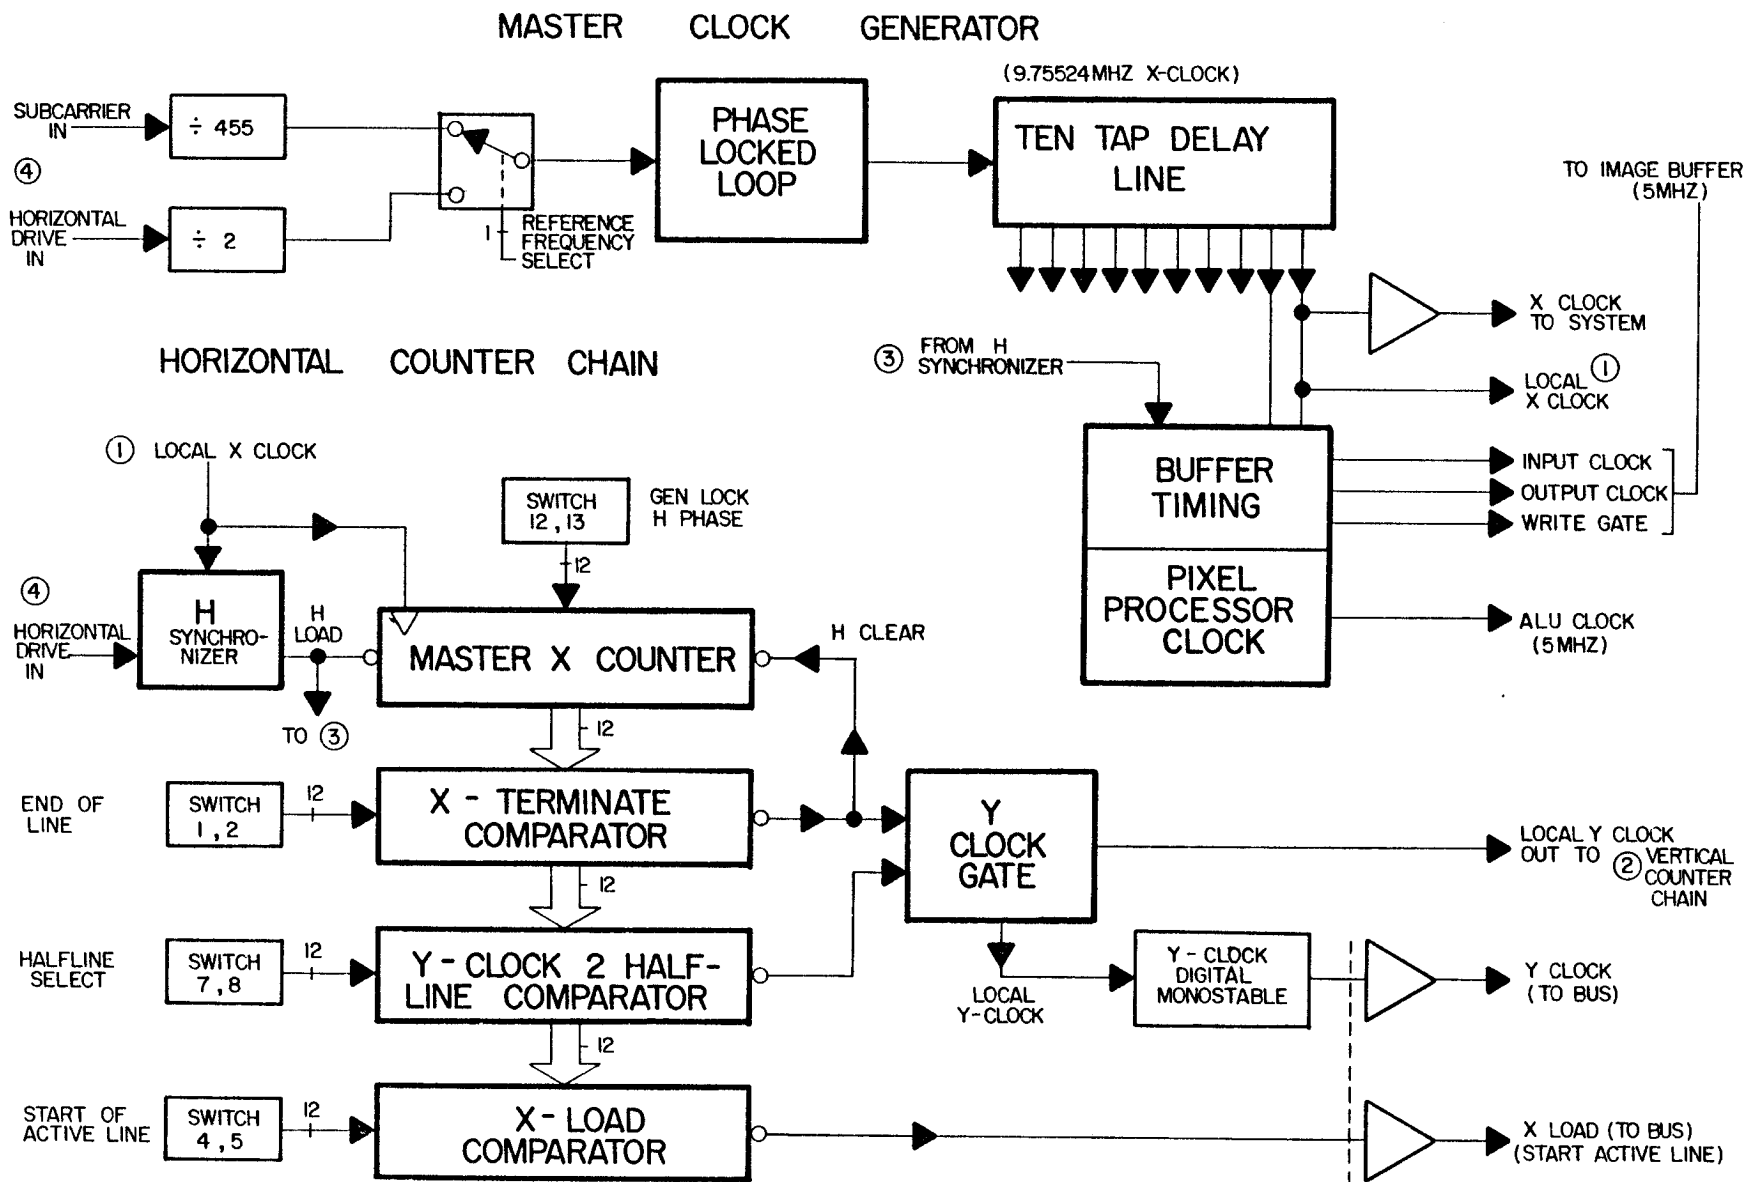 MASTER CLOCK GENERATOR
(9.75524MHZ X-CLOCK)
SUBCARRIER
IN
÷ 455
④
HORIZONTAL
DRIVE
IN
÷ 2
1
REFERENCE
FREQUENCY
SELECT
PHASE
LOCKED
LOOP
TEN TAP DELAY
LINE
TO IMAGE BUFFER
(5MHZ)
X CLOCK
TO SYSTEM
③ FROM H
SYNCHRONIZER
LOCAL ①
X CLOCK
BUFFER
TIMING
INPUT CLOCK
OUTPUT CLOCK
WRITE GATE
PIXEL
PROCESSOR
CLOCK
ALU CLOCK
(5MHZ)
HORIZONTAL COUNTER CHAIN
① LOCAL X CLOCK
SWITCH
12,13
GEN LOCK
H PHASE
12
④
HORIZONTAL
DRIVE
IN
H
SYNCHRO-
NIZER
H
LOAD
TO ③
MASTER X COUNTER
H CLEAR
12
END OF
LINE
SWITCH
1,2
12
X - TERMINATE
COMPARATOR
Y
CLOCK
GATE
LOCAL Y CLOCK
OUT TO ② VERTICAL
COUNTER
CHAIN
12
HALFLINE
SELECT
SWITCH
7,8
12
Y-CLOCK 2 HALF-
LINE COMPARATOR
LOCAL
Y-CLOCK
Y-CLOCK
DIGITAL
MONOSTABLE
Y CLOCK
(TO BUS)
12
START OF
ACTIVE LINE
SWITCH
4,5
12
X-LOAD
COMPARATOR
X LOAD (TO BUS)
(START ACTIVE LINE)